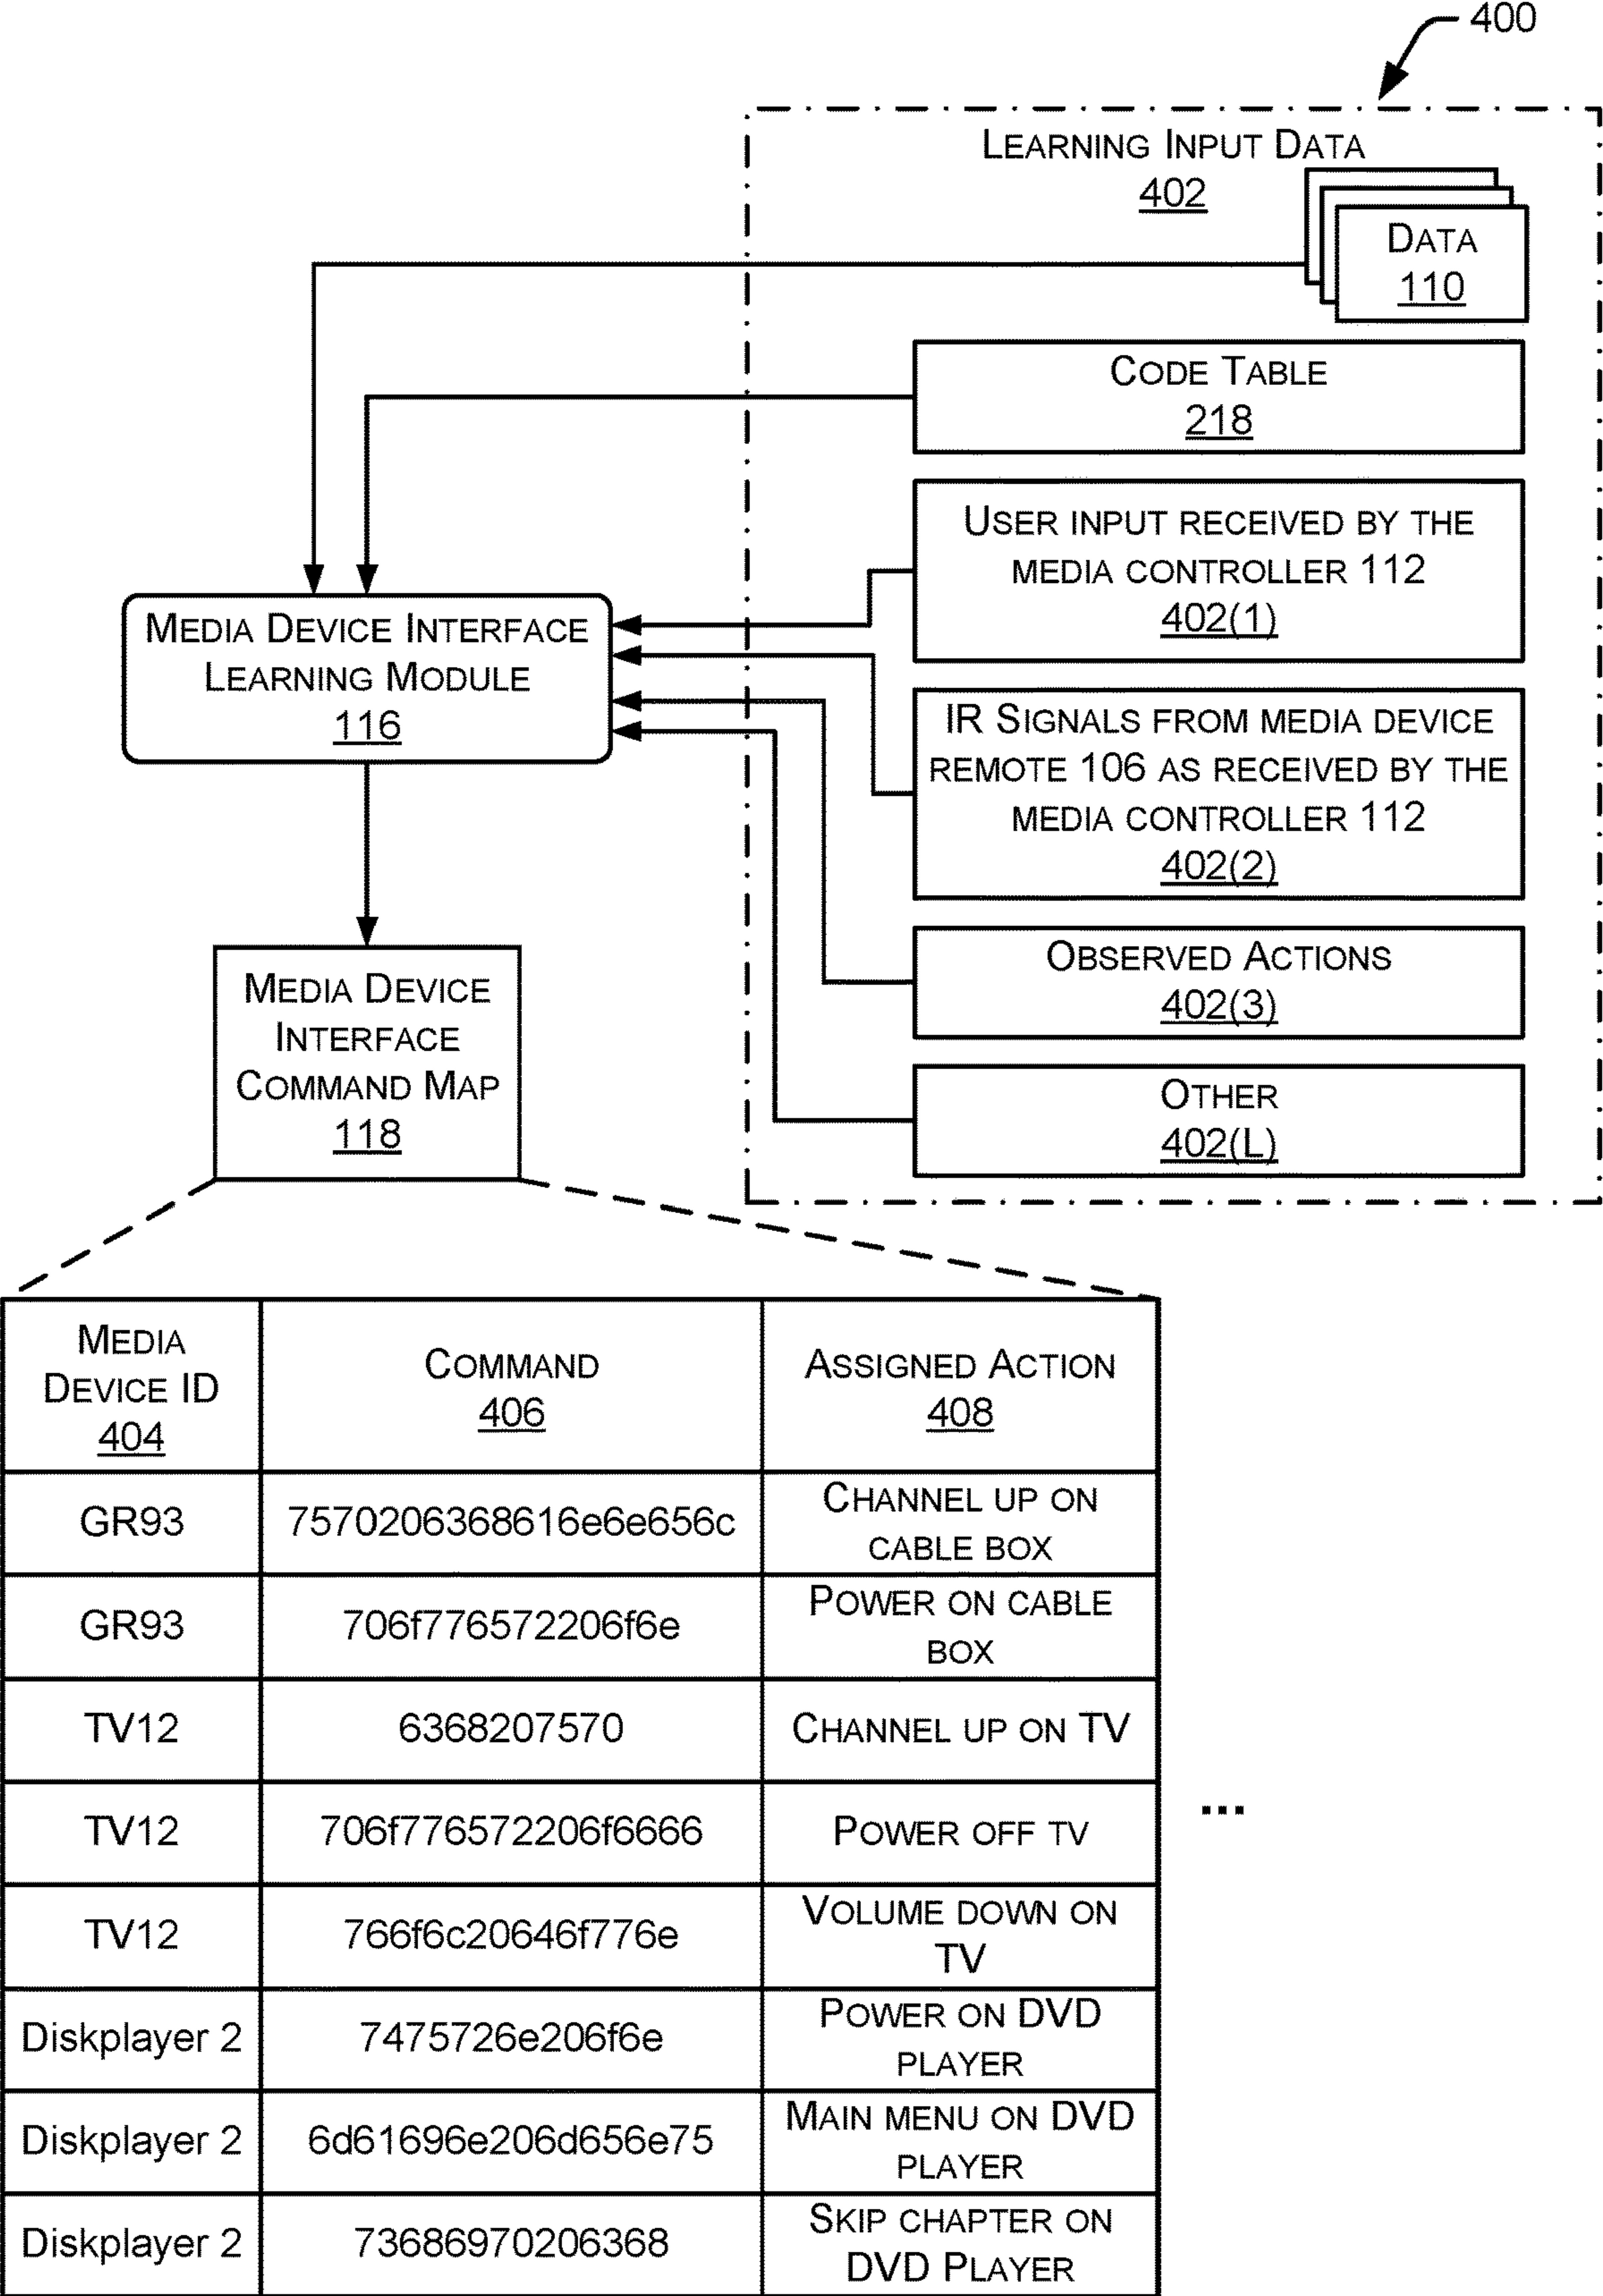 400
Learning Input Data
402
Data
110
Code Table
218
User input received by the
media controller 112
402(1)
Media Device Interface
Learning Module
116
IR Signals from media device
remote 106 as received by the
media controller 112
402(2)
Observed Actions
402(3)
Media Device
Interface
Command Map
118
Other
402(L)
Media
Device ID
404
Command
406
Assigned Action
408
GR93
7570206368616e6e656c
Channel up on
cable box
GR93
706f776572206f6e
Power on cable
box
TV12
6368207570
Channel up on TV
TV12
706f776572206f6666
Power off tv
...
TV12
766f6c20646f776e
Volume down on
TV
Diskplayer 2
7475726e206f6e
Power on DVD
player
Diskplayer 2
6d61696e206d656e75
Main menu on DVD
player
Diskplayer 2
73686970206368
Skip chapter on
DVD Player